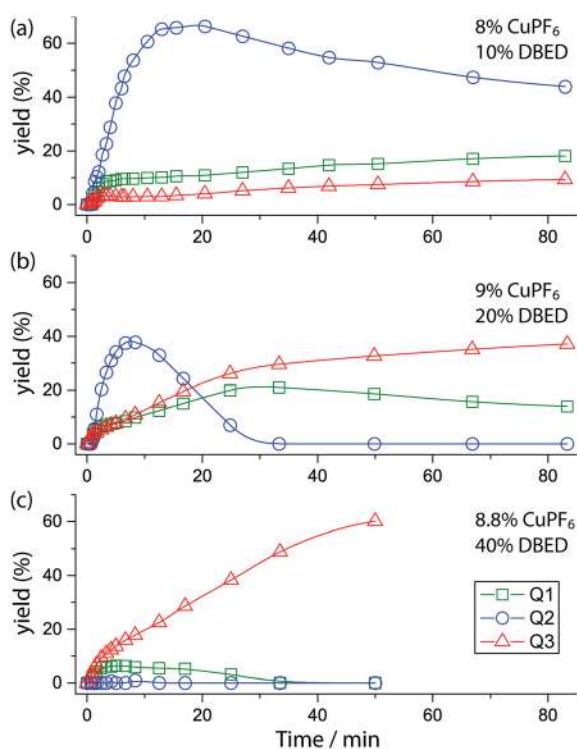 (a)
8% CuPF6
10% DBED
yield (%)
60
40
20
0
0 20 40 60 80
(b)
9% CuPF6
20% DBED
yield (%)
60
40
20
0
0 20 40 60 80
(c)
8.8% CuPF6
40% DBED
yield (%)
60
40
20
0
Q1
Q2
Q3
0 20 40 60 80
Time / min